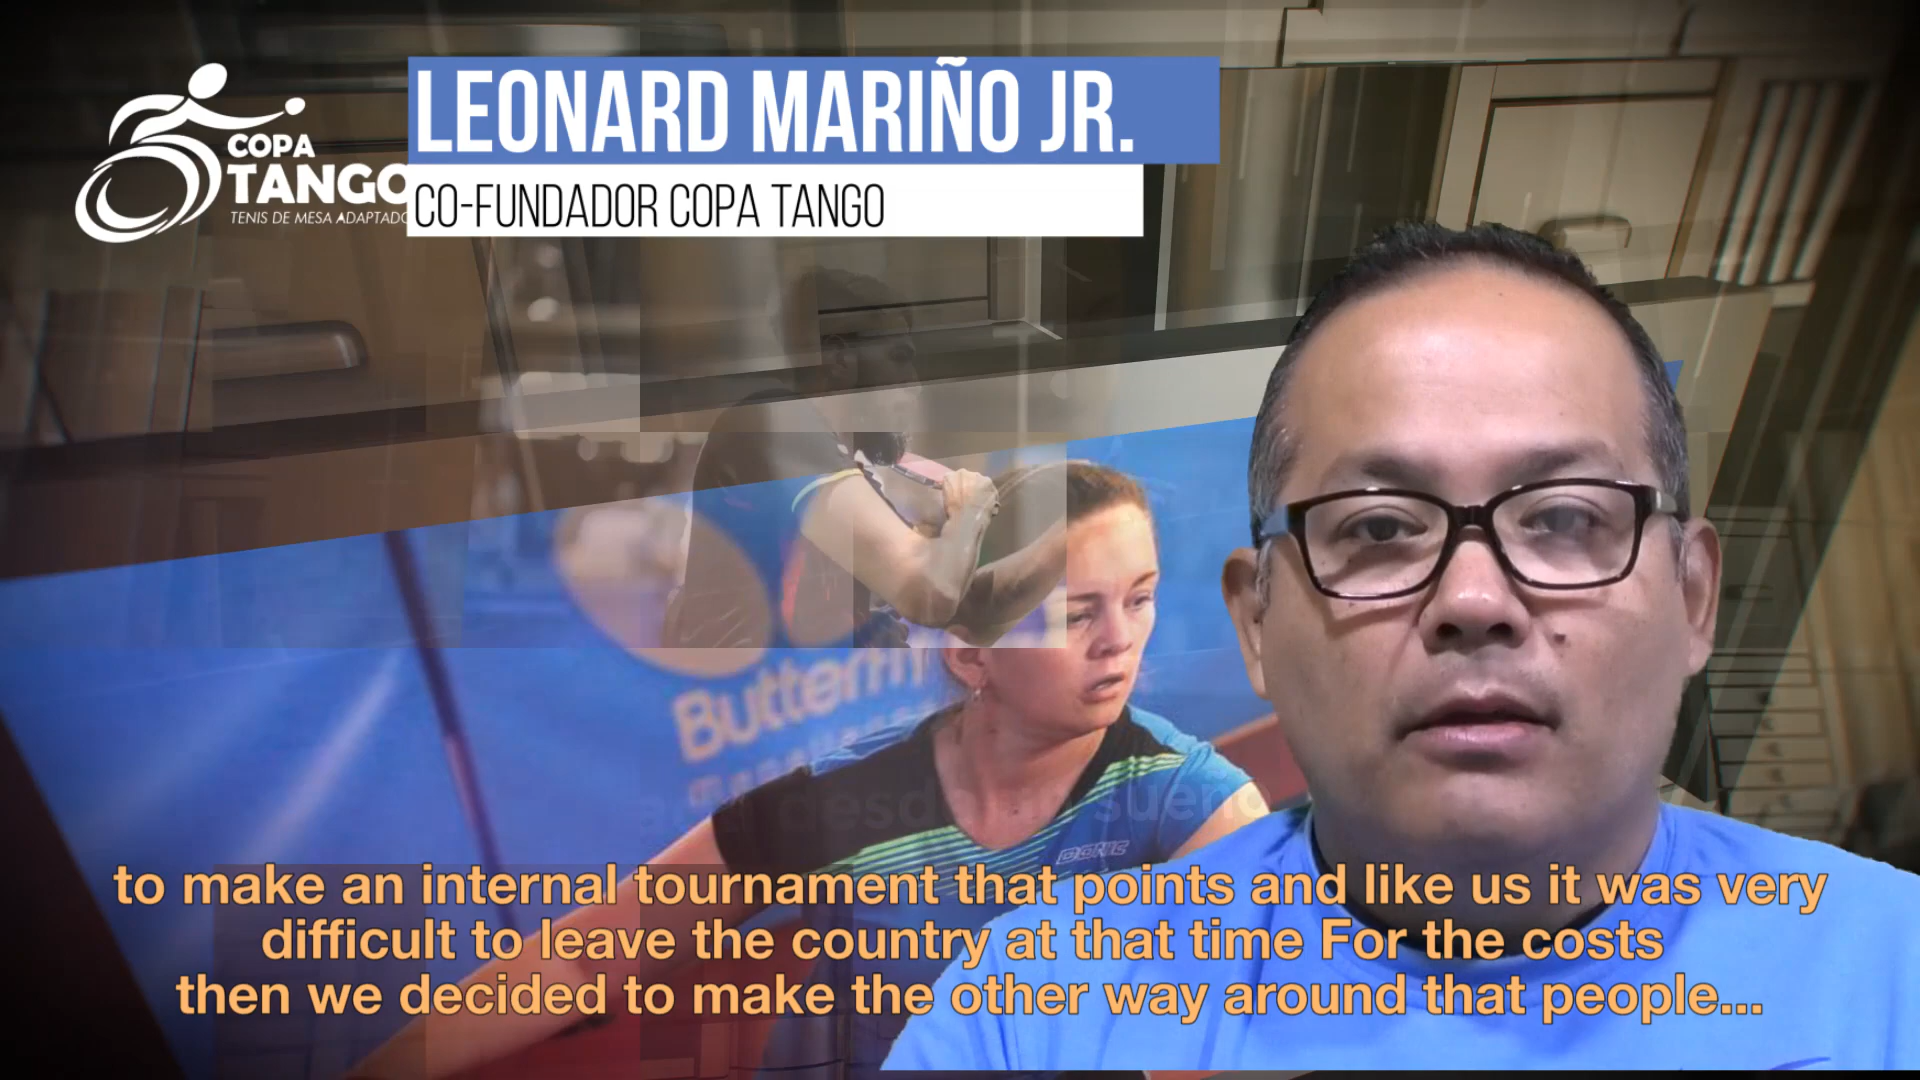 LEONARD MARIÑO JR.
COPA
TANGO
CO-FUNDADOR COPA TANGO
TENIS DE MESA ADAPTADO
Butterfly
sueño
DONIC
to make an internal tournament that points and like us it was very
difficult to leave the country at that time For the costs
then we decided to make the other way around that people...